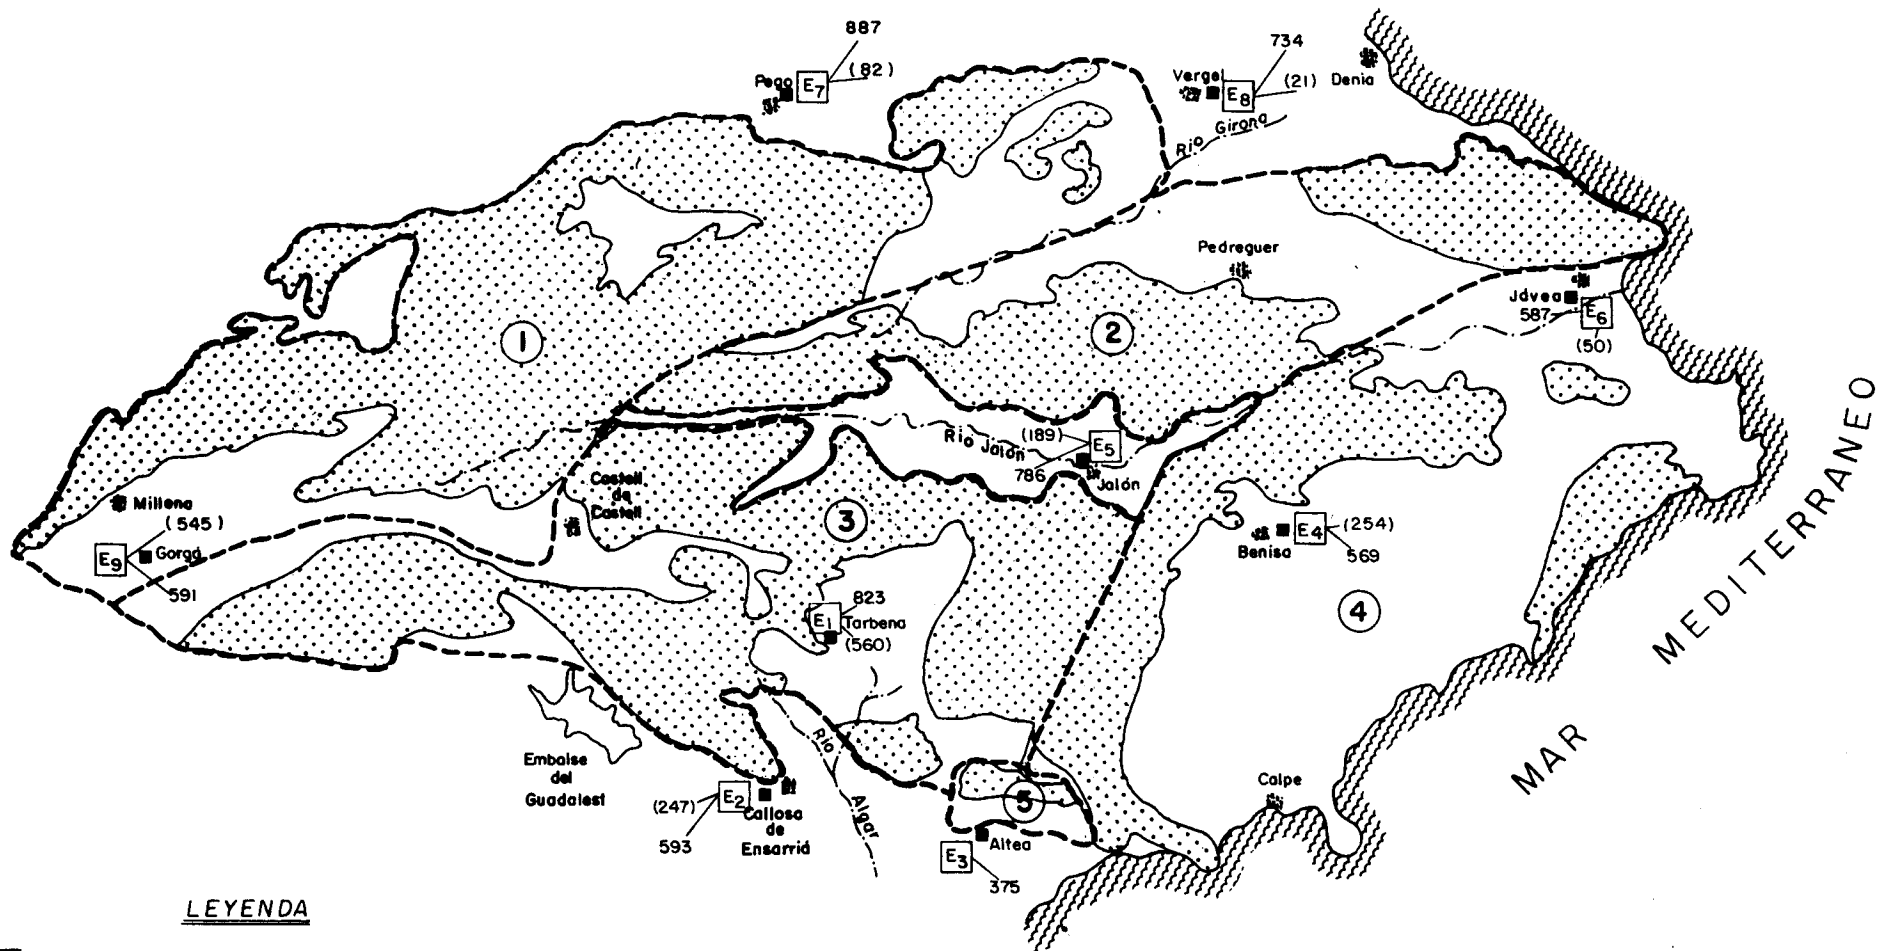 887
Pego
E7
(82)
734
Vergel
E8
(21)
Denia
Rio Girona
Pedreguer
Jávea
587
E6
(50)
1
2
Rio Jalón
(189)
E5
786
Jalón
Castell
de
Castell
Millena
(545)
E9
Gorgá
591
3
E4
(254)
Benisa
569
823
E1
Tarbena
(560)
4
MAR MEDITERRANEO
Embalse
del
Guadalest
Rio Algar
(247)
E2
593
Callosa
de
Ensarriá
5
Altea
E3
375
Calpe
LEYENDA